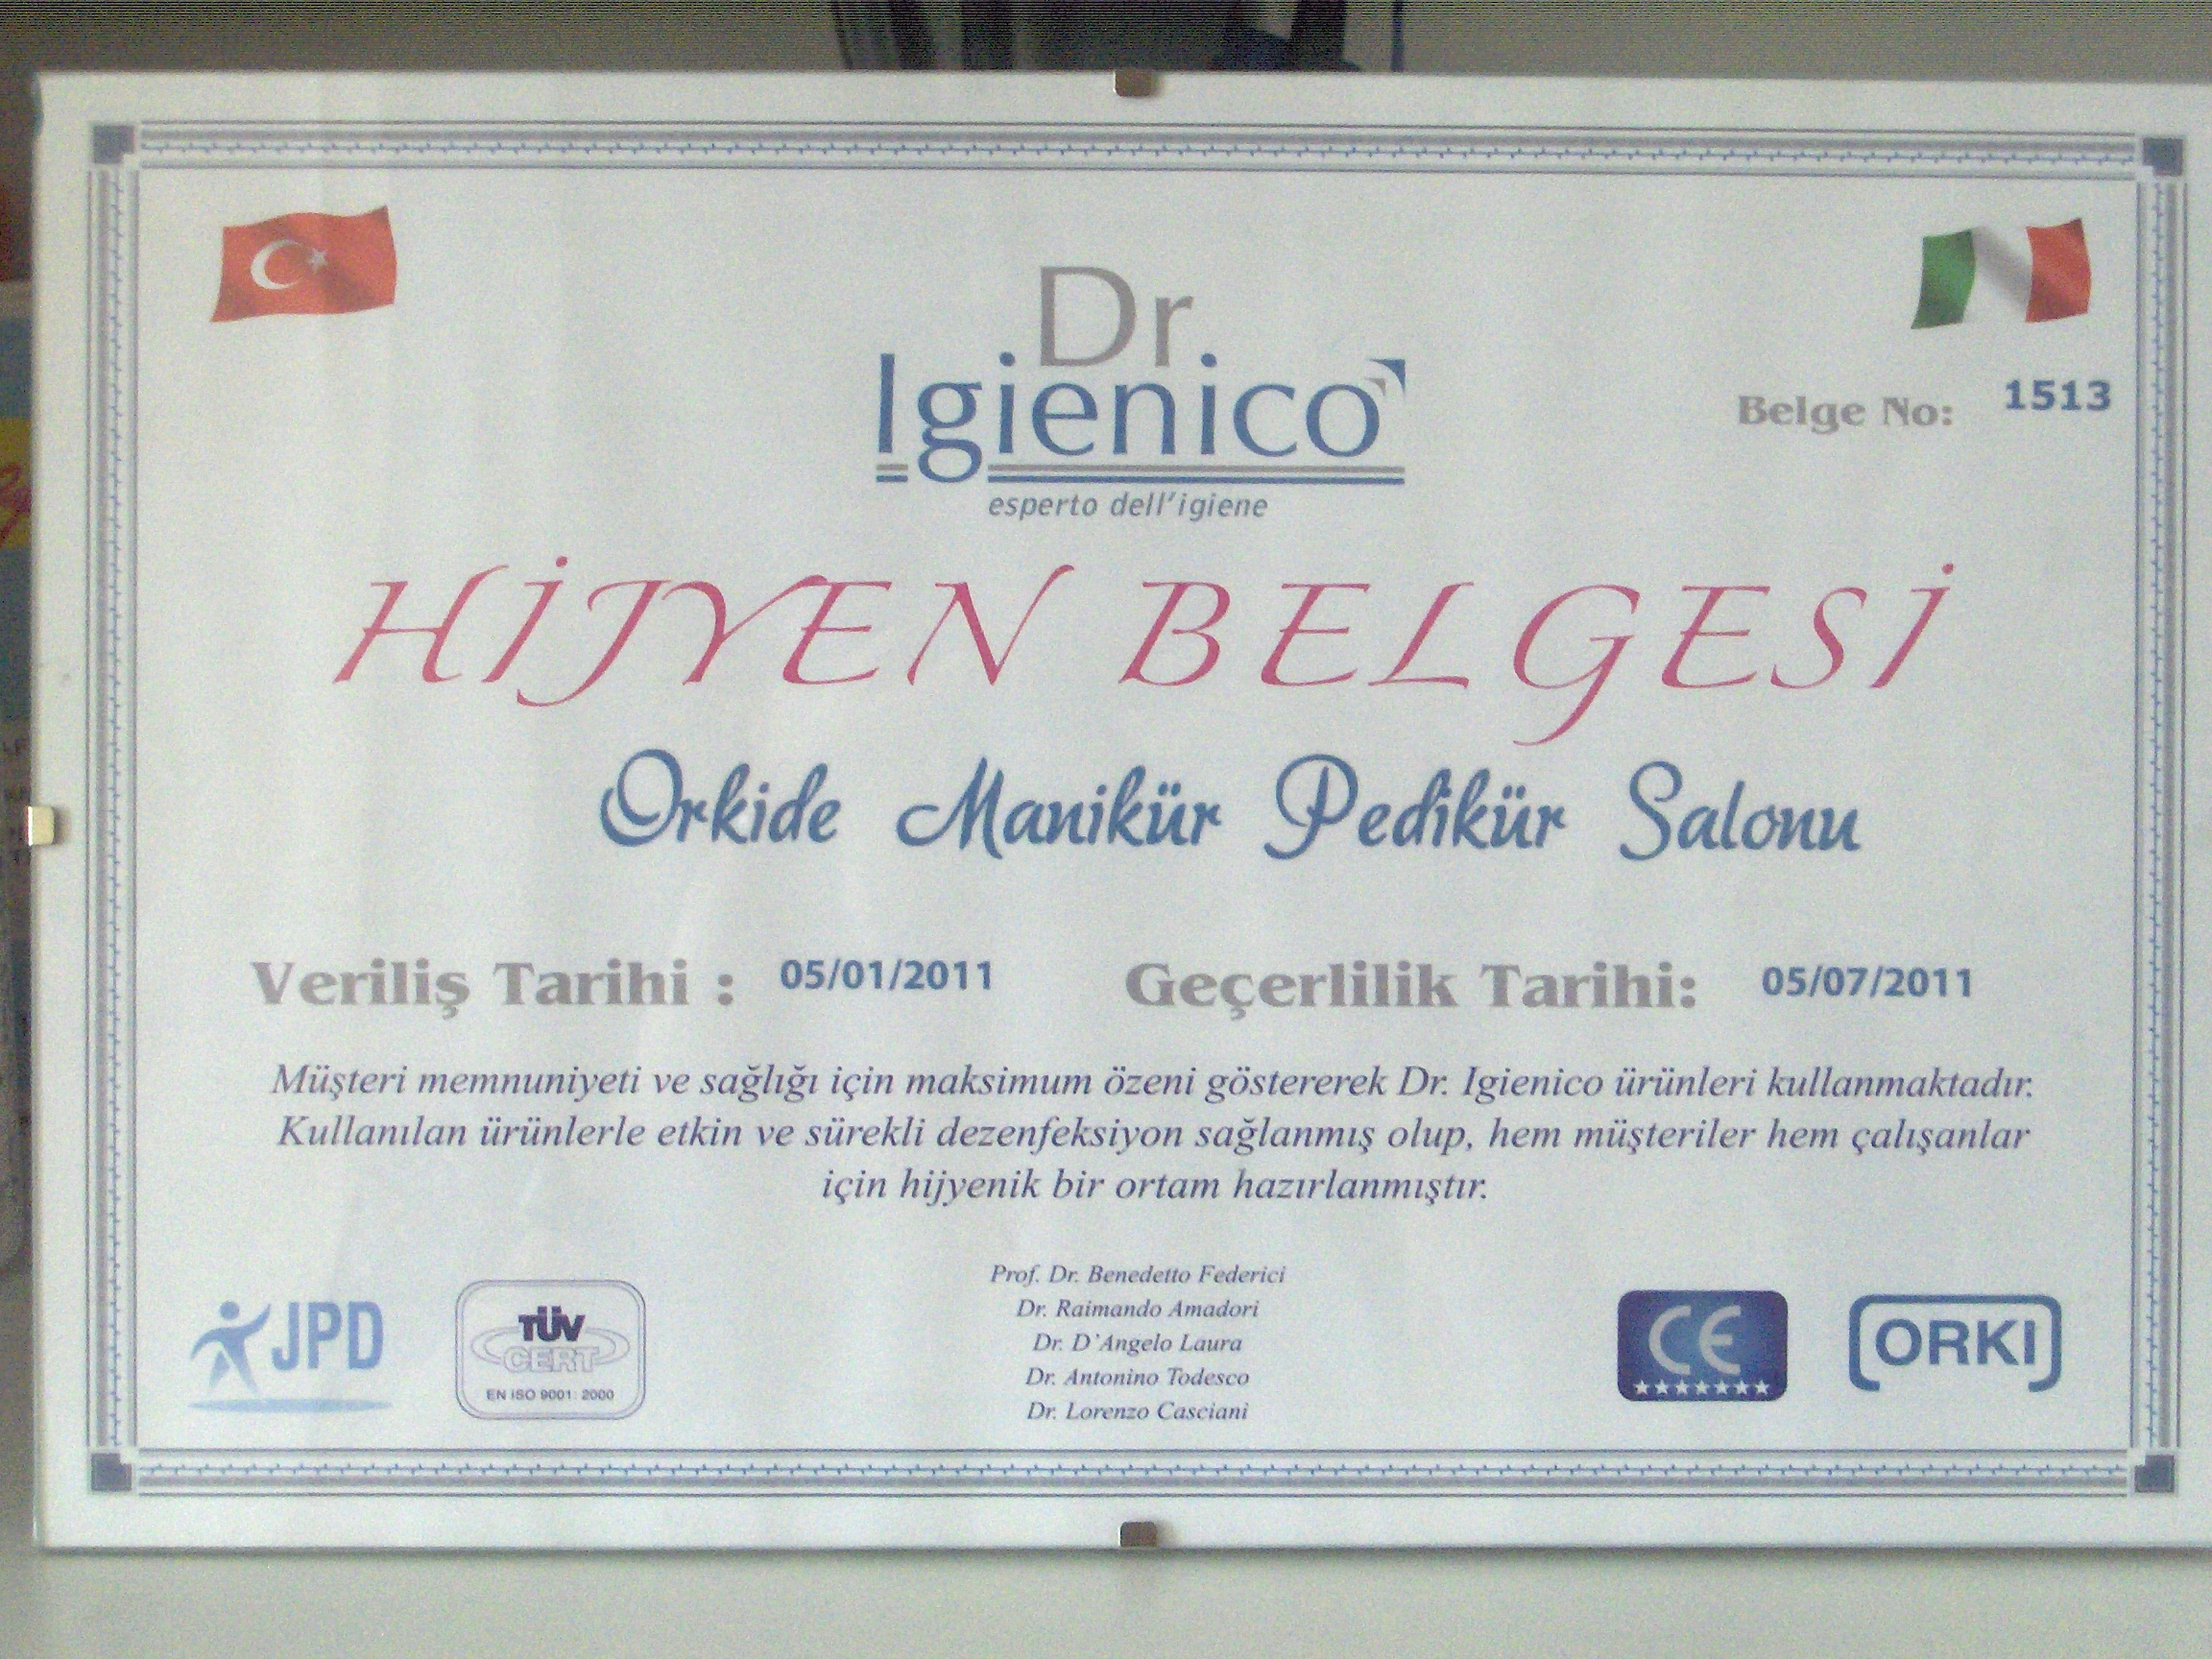 Dr.
Igienico
esperto dell'igiene
Belge No: 1513
HİJYEN BELGESİ
Orkide Manikür Pedikür Salonu
Veriliş Tarihi : 05/01/2011 Geçerlilik Tarihi: 05/07/2011
Müşteri memnuniyeti ve sağlığı için maksimum özeni göstererek Dr. Igienico ürünleri kullanmaktadır.
Kullanılan ürünlerle etkin ve sürekli dezenfeksiyon sağlanmış olup, hem müşteriler hem çalışanlar
için hijyenik bir ortam hazırlanmıştır.
Prof. Dr. Benedetto Federici
Dr. Raimando Amadori
Dr. D'Angelo Laura
Dr. Antonino Todesco
Dr. Lorenzo Casciani
JPD
TÜV
CERT
EN ISO 9001: 2000
CE
ORKI